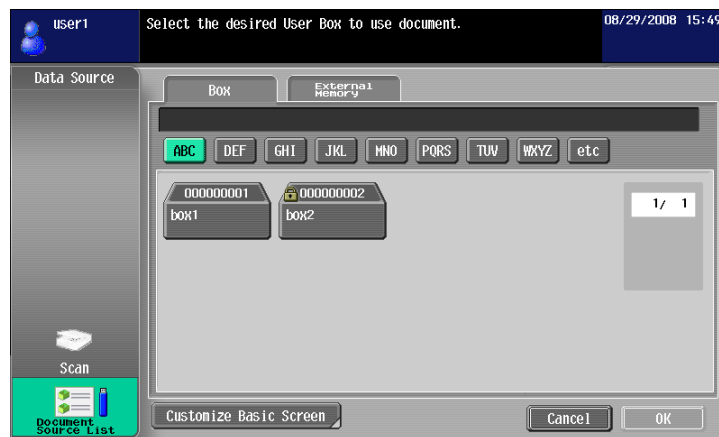 user1
Select the desired User Box to use document.
08/29/2008 15:49
Data Source
Box
External
Memory
ABC DEF GHI JKL MNO PQRS TUV WXYZ etc
000000001
box1
000000002
box2
1/ 1
Scan
Document
Source List
Customize Basic Screen
Cancel
OK